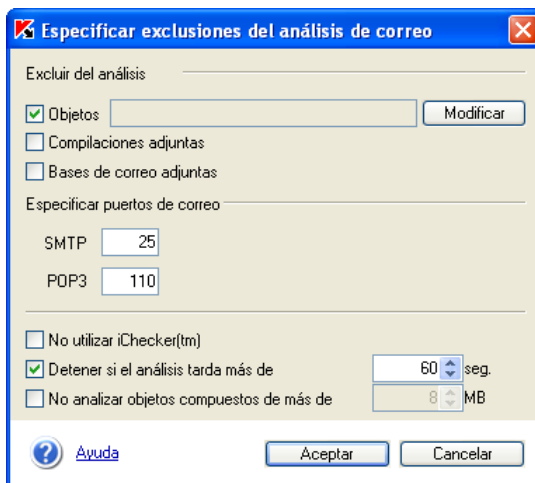 Especificar exclusiones del análisis de correo
Excluir del análisis
Objetos Modificar
Compilaciones adjuntas
Bases de correo adjuntas
Especificar puertos de correo
SMTP 25
POP3 110
No utilizar iChecker(tm)
Detener si el análisis tarda más de 60 seg.
No analizar objetos compuestos de más de 8 MB
Ayuda Aceptar Cancelar